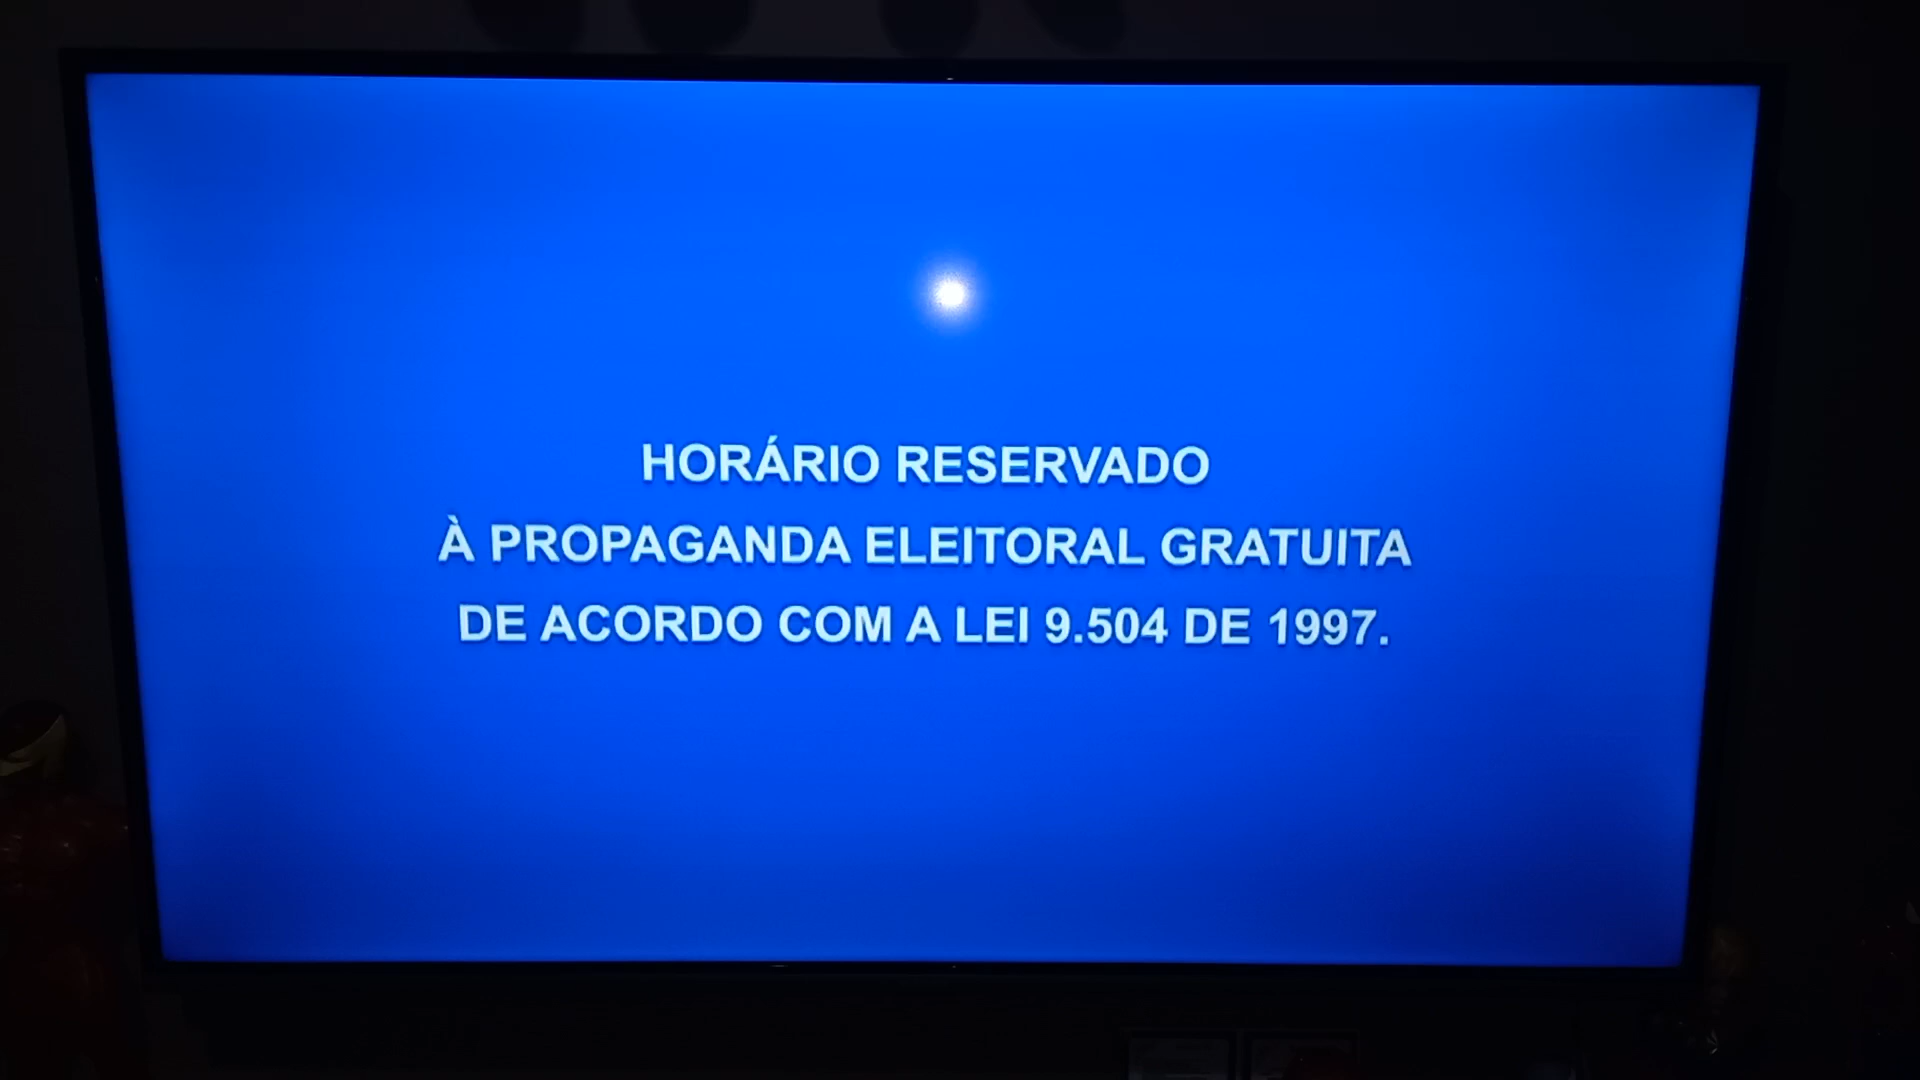 HORÁRIO RESERVADO
À PROPAGANDA ELEITORAL GRATUITA
DE ACORDO COM A LEI 9.504 DE 1997.